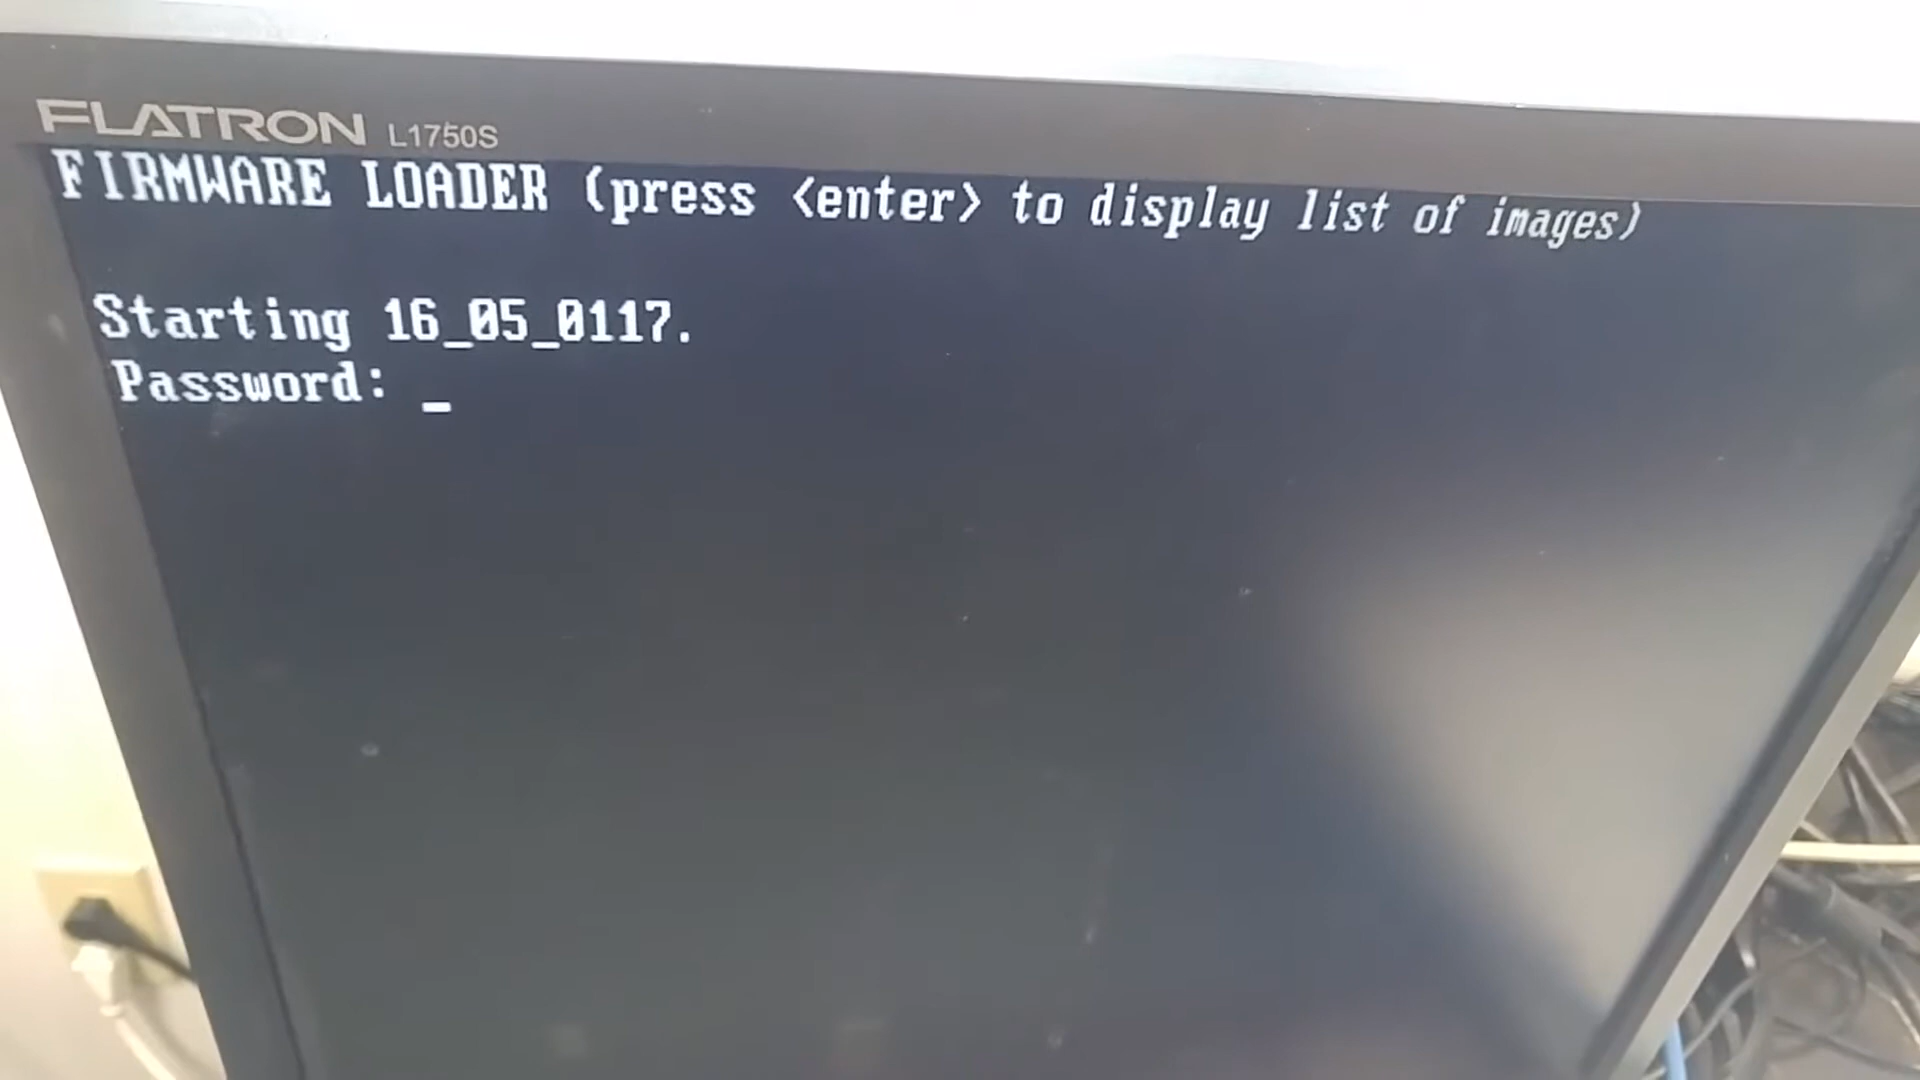 FLATRON L1750S
FIRMWARE LOADER (press <enter> to display list of images)
Starting 16_05_0117.
Password: _